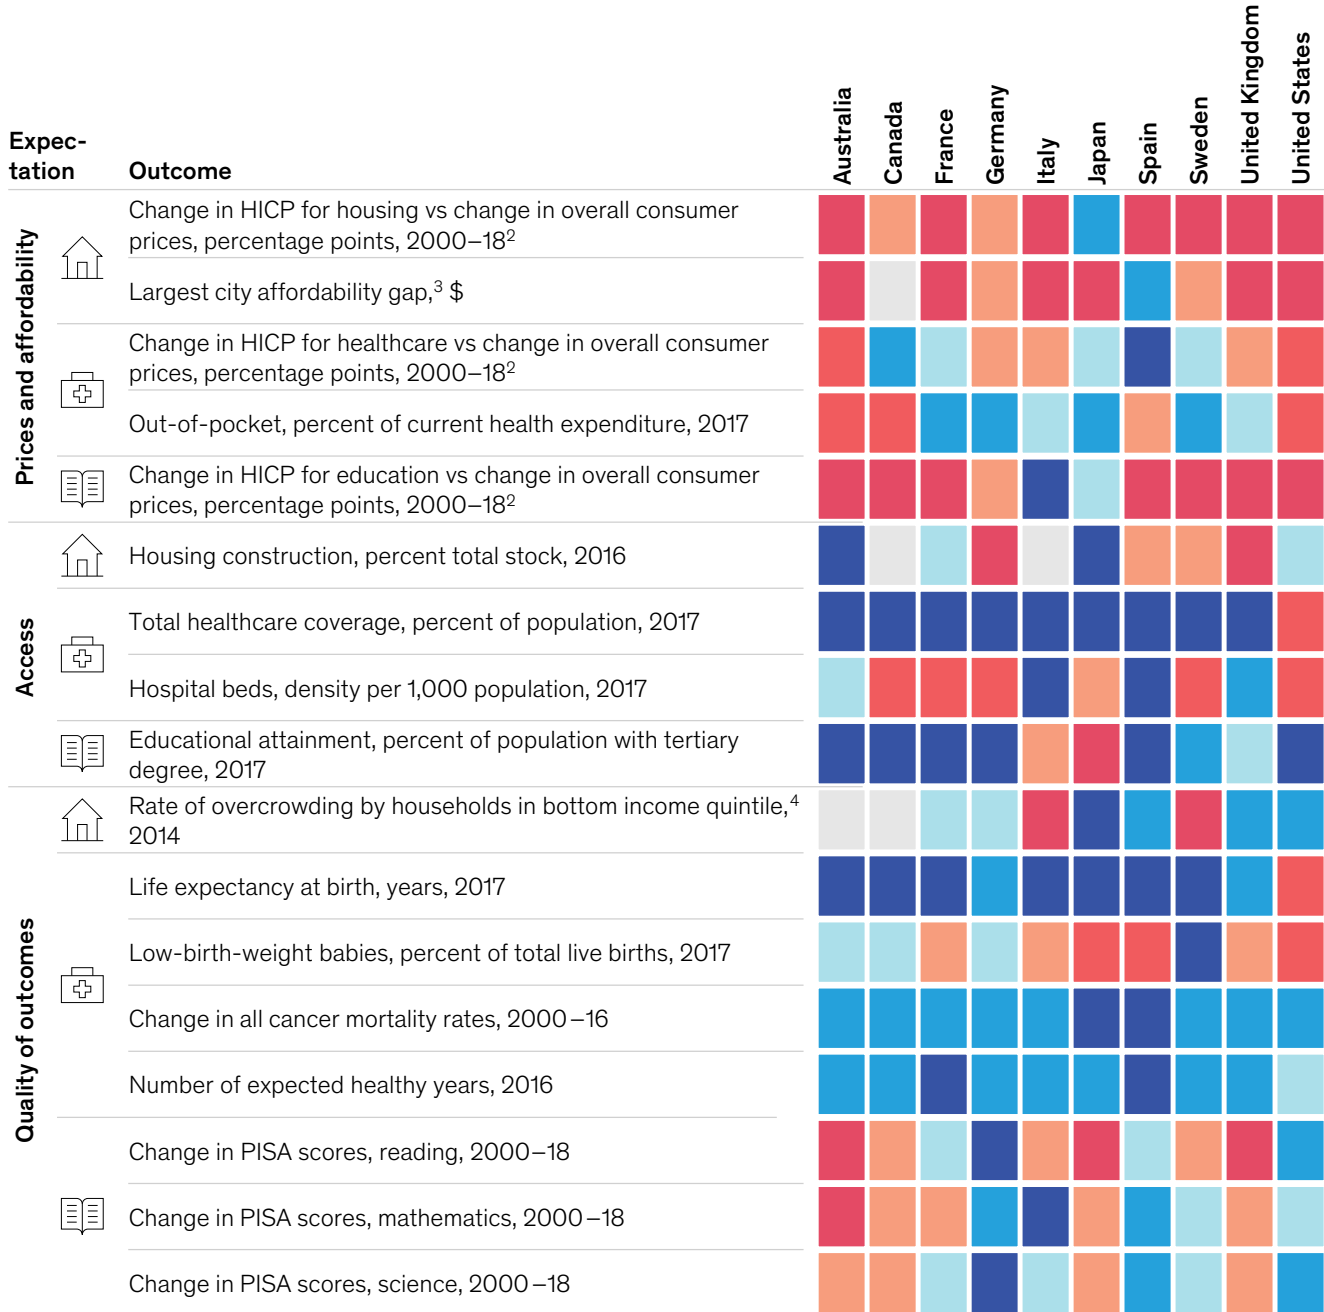 Expec-
tation
Outcome
Australia
Canada
France
Germany
Italy
Japan
Spain
Sweden
United Kingdom
United States
Prices and affordability
Change in HICP for housing vs change in overall consumer
prices, percentage points, 2000–18²
Largest city affordability gap,³ $
Change in HICP for healthcare vs change in overall consumer
prices, percentage points, 2000–18²
Out-of-pocket, percent of current health expenditure, 2017
Change in HICP for education vs change in overall consumer
prices, percentage points, 2000–18²
Access
Housing construction, percent total stock, 2016
Total healthcare coverage, percent of population, 2017
Hospital beds, density per 1,000 population, 2017
Educational attainment, percent of population with tertiary
degree, 2017
Quality of outcomes
Rate of overcrowding by households in bottom income quintile,⁴
2014
Life expectancy at birth, years, 2017
Low-birth-weight babies, percent of total live births, 2017
Change in all cancer mortality rates, 2000–16
Number of expected healthy years, 2016
Change in PISA scores, reading, 2000–18
Change in PISA scores, mathematics, 2000–18
Change in PISA scores, science, 2000–18